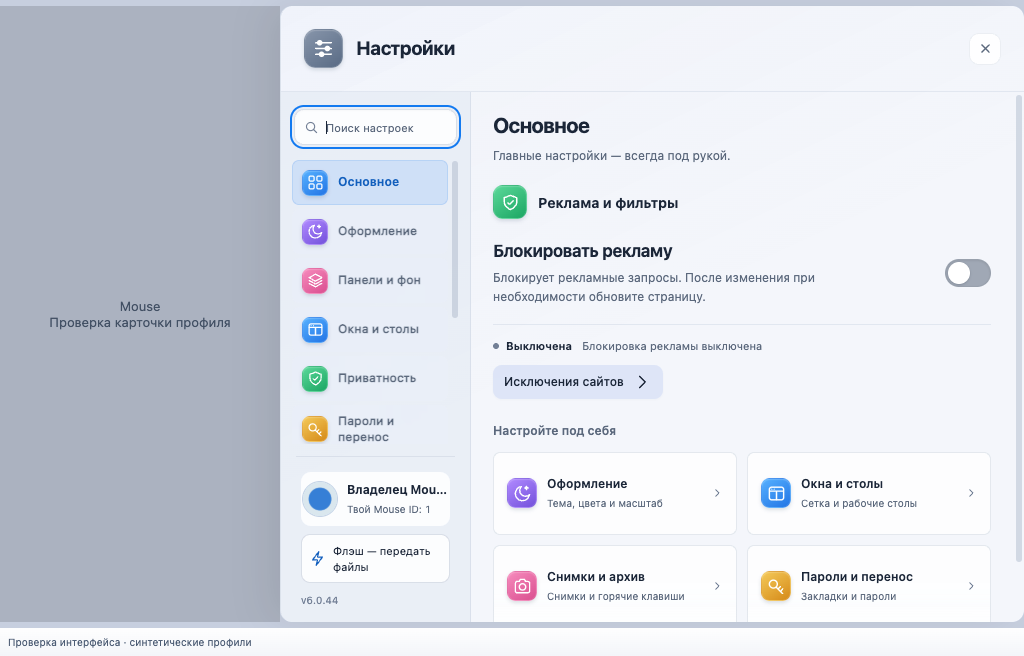 Mouse
Проверка карточки профиля
Настройки
Поиск настроек
Основное
Оформление
Панели и фон
Окна и столы
Приватность
Пароли и
перенос
Владелец Mou...
Твой Mouse ID: 1
Флэш — передать
файлы
v6.0.44
Основное
Главные настройки — всегда под рукой.
Реклама и фильтры
Блокировать рекламу
Блокирует рекламные запросы. После изменения при
необходимости обновите страницу.
Выключена Блокировка рекламы выключена
Исключения сайтов
Настройте под себя
Оформление
Тема, цвета и масштаб
Окна и столы
Сетка и рабочие столы
Снимки и архив
Снимки и горячие клавиши
Пароли и перенос
Закладки и пароли
Проверка интерфейса · синтетические профили